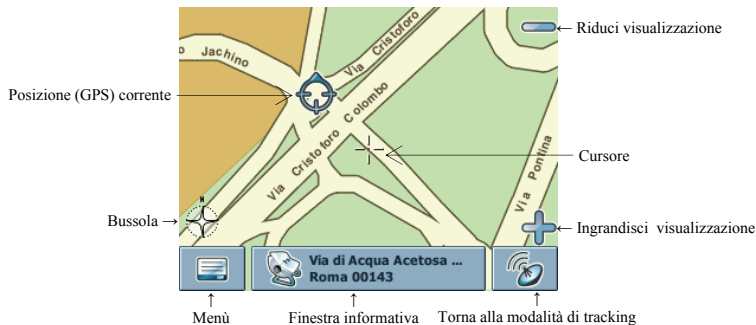 Riduci visualizzazione
o Jachino
Via Cristoforo
Posizione (GPS) corrente
Via Cristoforo Colombo
Cursore
Via Pontina
N
Bussola
Ingrandisci visualizzazione
Via di Acqua Acetosa ...
Roma 00143
Menù
Finestra informativa
Torna alla modalità di tracking